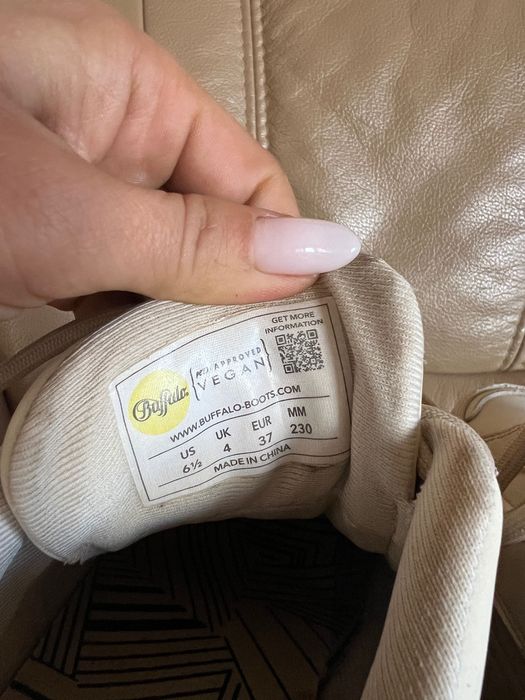 GET MORE
INFORMATION
Buffalo
APPROVED
VEGAN
WWW.BUFFALO-BOOTS.COM
US UK EUR MM
6½ 4 37 230
MADE IN CHINA